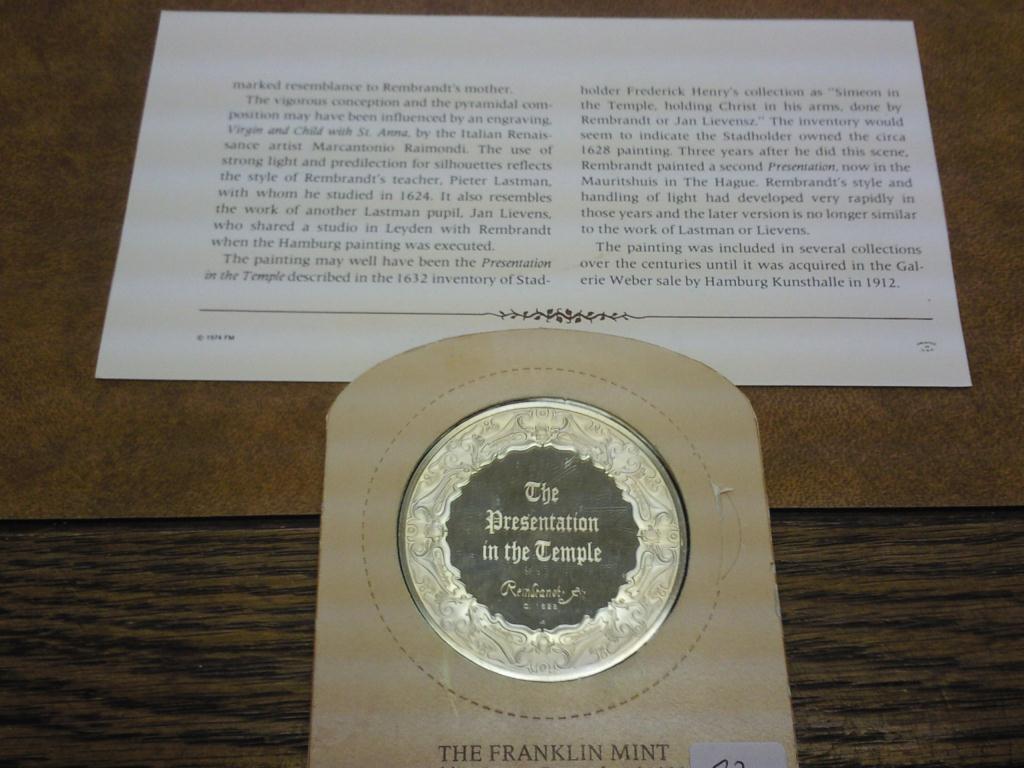 marked resemblance to Rembrandt's mother.
The vigorous conception and the pyramidal com-
position may have been influenced by an engraving,
Virgin and Child with St. Anna, by the Italian Renais-
sance artist Marcantonio Raimondi. The use of
strong light and predilection for silhouettes reflects
the style of Rembrandt's teacher, Pieter Lastman,
with whom he studied in 1624. It also resembles
the work of another Lastman pupil, Jan Lievens,
who shared a studio in Leyden with Rembrandt
when the Hamburg painting was executed.
The painting may well have been the Presentation
in the Temple described in the 1632 inventory of Stad-
holder Frederick Henry's collection as "Simeon in
the Temple, holding Christ in his arms, done by
Rembrandt or Jan Lievensz." The inventory would
seem to indicate the Stadholder owned the circa
1628 painting. Three years after he did this scene,
Rembrandt painted a second Presentation, now in the
Mauritshuis in The Hague. Rembrandt's style and
handling of light had developed very rapidly in
those years and the later version is no longer similar
to the work of Lastman or Lievens.
The painting was included in several collections
over the centuries until it was acquired in the Gal-
erie Weber sale by Hamburg Kunsthalle in 1912.
© 1974 FM
The
Presentation
in the Temple
Rembrandt
THE FRANKLIN MINT